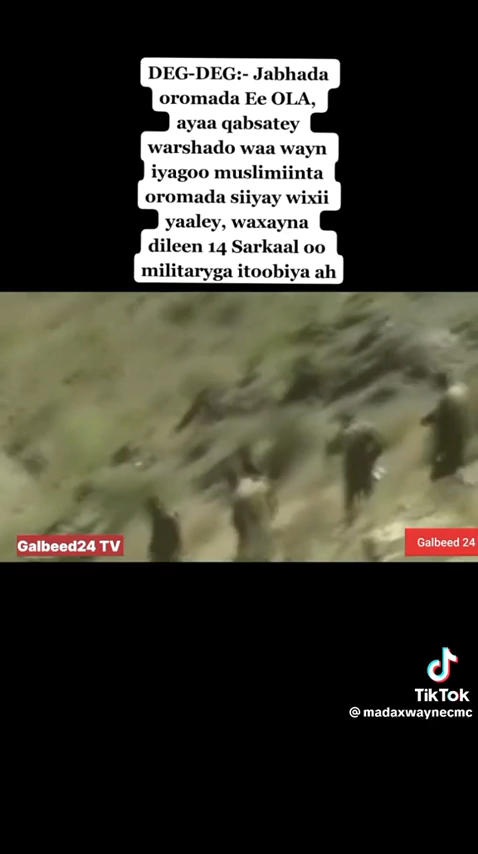 DEG-DEG:- Jabhada
oromada Ee OLA,
ayaa qabsatey
warshado waa wayn
iyagoo muslimiinta
oromada siiyay wixii
yaaley, waxayna
dileen 14 Sarkaal oo
militaryga itoobiya ah
Galbeed24 TV
Galbeed 24
TikTok
@ madaxwaynecmc